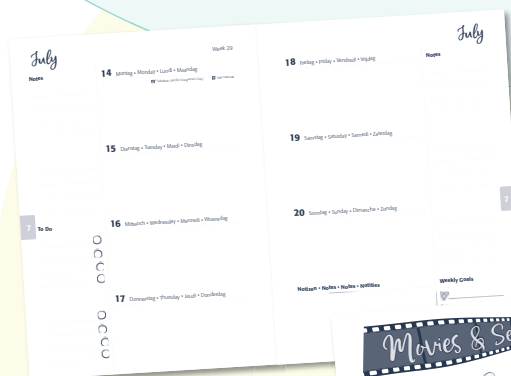 July
Week 29
Notes
14 Montag • Monday • Lundi • Maandag
15 Dienstag • Tuesday • Mardi • Dinsdag
16 Mittwoch • Wednesday • Mercredi • Woensdag
7 To Do
17 Donnerstag • Thursday • Jeudi • Donderdag
July
Notes
18 Freitag • Friday • Vendredi • Vrijdag
19 Samstag • Saturday • Samedi • Zaterdag
7
20 Sonntag • Sunday • Dimanche • Zondag
Notizen • Notes • Notes • Notities
Weekly Goals
Movies & Se